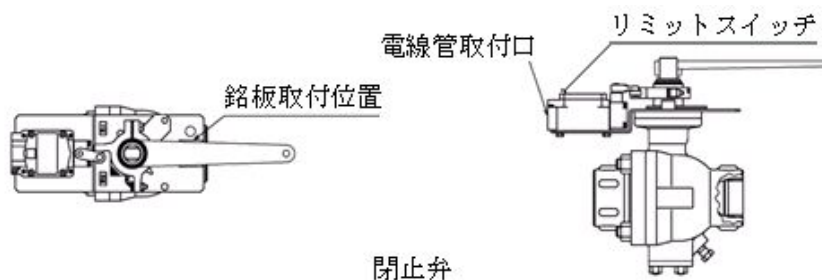 リミットスイッチ
電線管取付口
銘板取付位置
閉止弁